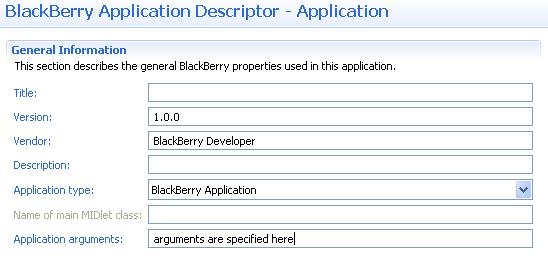 BlackBerry Application Descriptor - Application
General Information
This section describes the general BlackBerry properties used in this application.
Title:
Version: 1.0.0
Vendor: BlackBerry Developer
Description:
Application type: BlackBerry Application
Name of main MIDlet class:
Application arguments: arguments are specified here